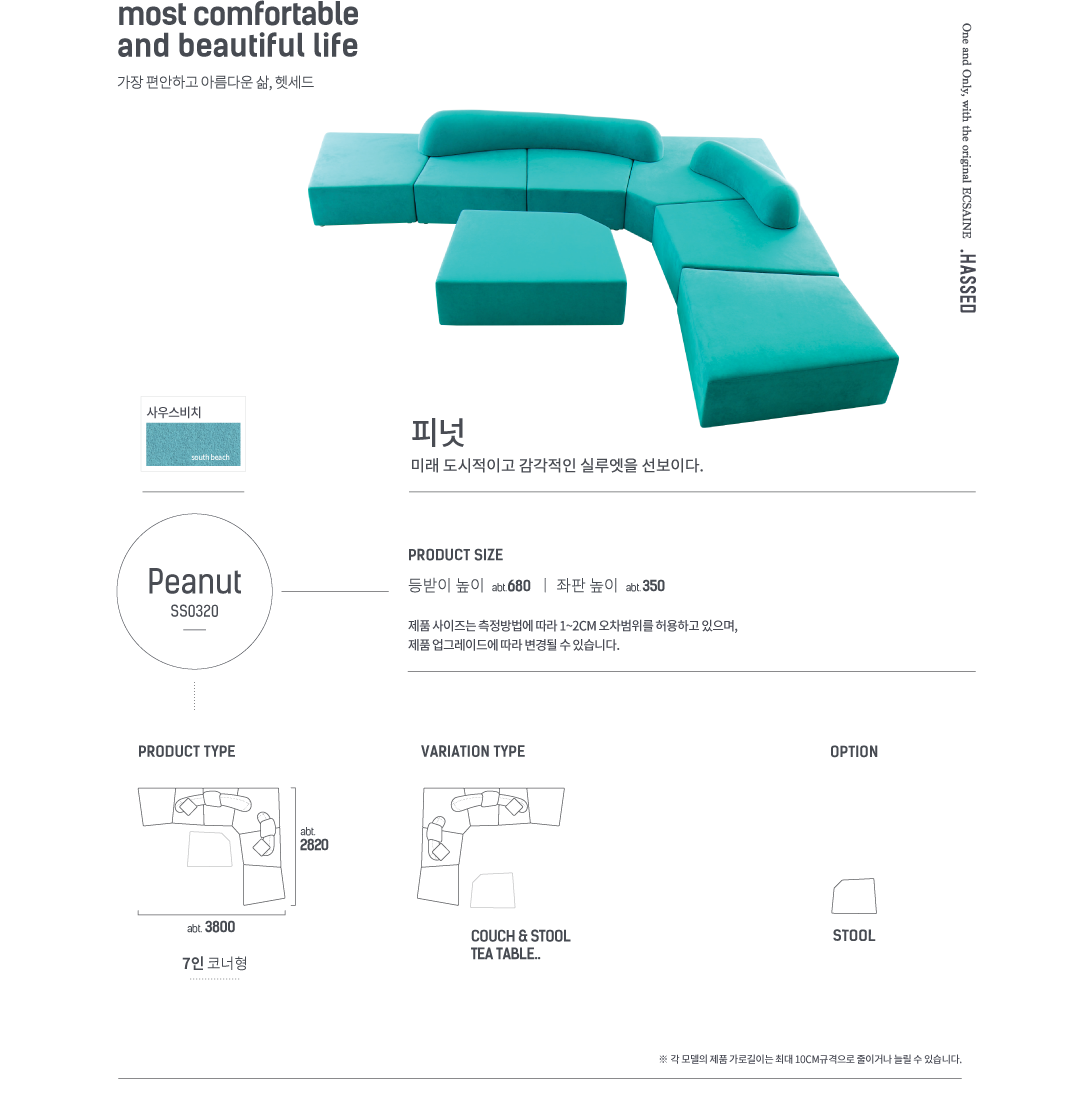 most comfortable
and beautiful life
가장 편안하고 아름다운 삶, 헷세드
One and Only, with the original ECSAINE .HASSED
사우스비치
south beach
피넛
미래 도시적이고 감각적인 실루엣을 선보이다.
Peanut
SS0320
PRODUCT SIZE
등받이 높이 abt.680 | 좌판 높이 abt.350
제품 사이즈는 측정방법에 따라 1~2CM 오차범위를 허용하고 있으며,
제품 업그레이드에 따라 변경될 수 있습니다.
PRODUCT TYPE
abt.
2820
abt. 3800
7인 코너형
VARIATION TYPE
COUCH & STOOL
TEA TABLE..
OPTION
STOOL
※ 각 모델의 제품 가로길이는 최대 10CM규격으로 줄이거나 늘릴 수 있습니다.